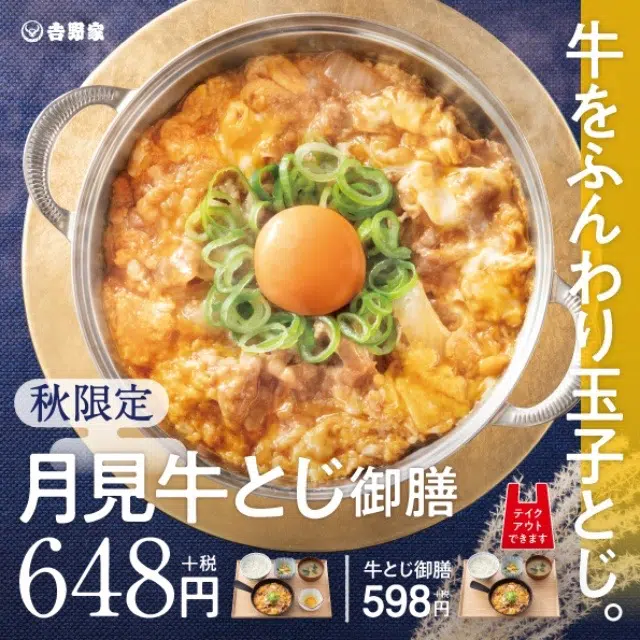 吉野家
牛をふんわり玉子とじ。
秋限定
月見牛とじ御膳
648円
+税
牛とじ御膳
598円
+税
テイク
アウト
できます